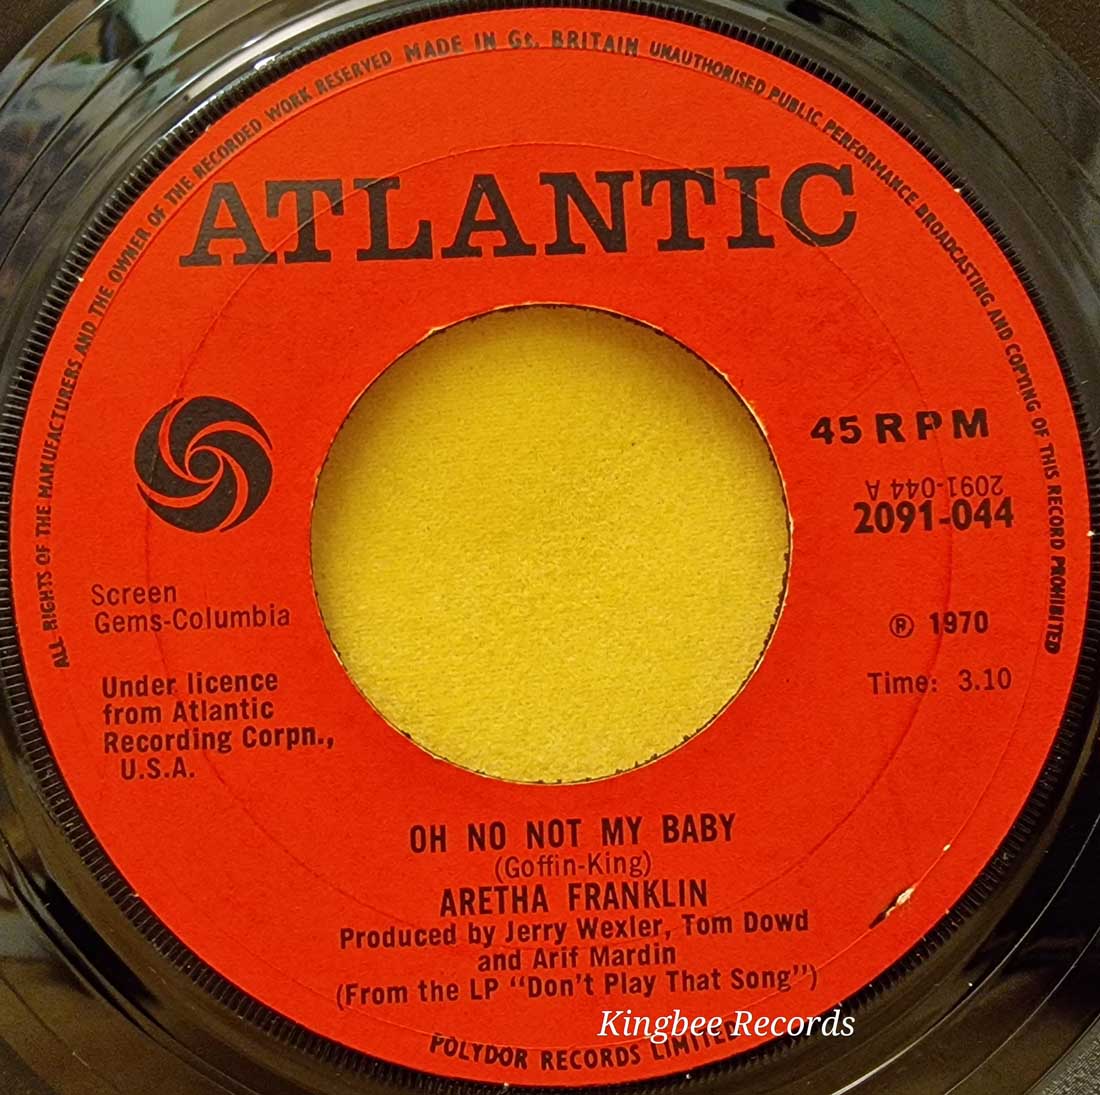 ALL RIGHTS OF THE MANUFACTURERS AND THE OWNER OF THE RECORDED WORK RESERVED MADE IN Gt. BRITAIN UNAUTHORISED PUBLIC PERFORMANCE BROADCASTING AND COPYING OF THIS RECORD PROHIBITED
ATLANTIC
45 RPM
2091-044 A
2091-044
Screen
Gems-Columbia
℗ 1970
Under licence
from Atlantic
Recording Corpn.,
U.S.A.
Time: 3.10
OH NO NOT MY BABY
(Goffin-King)
ARETHA FRANKLIN
Produced by Jerry Wexler, Tom Dowd
and Arif Mardin
(From the LP “Don't Play That Song”)
Kingbee Records
POLYDOR RECORDS LIMITED